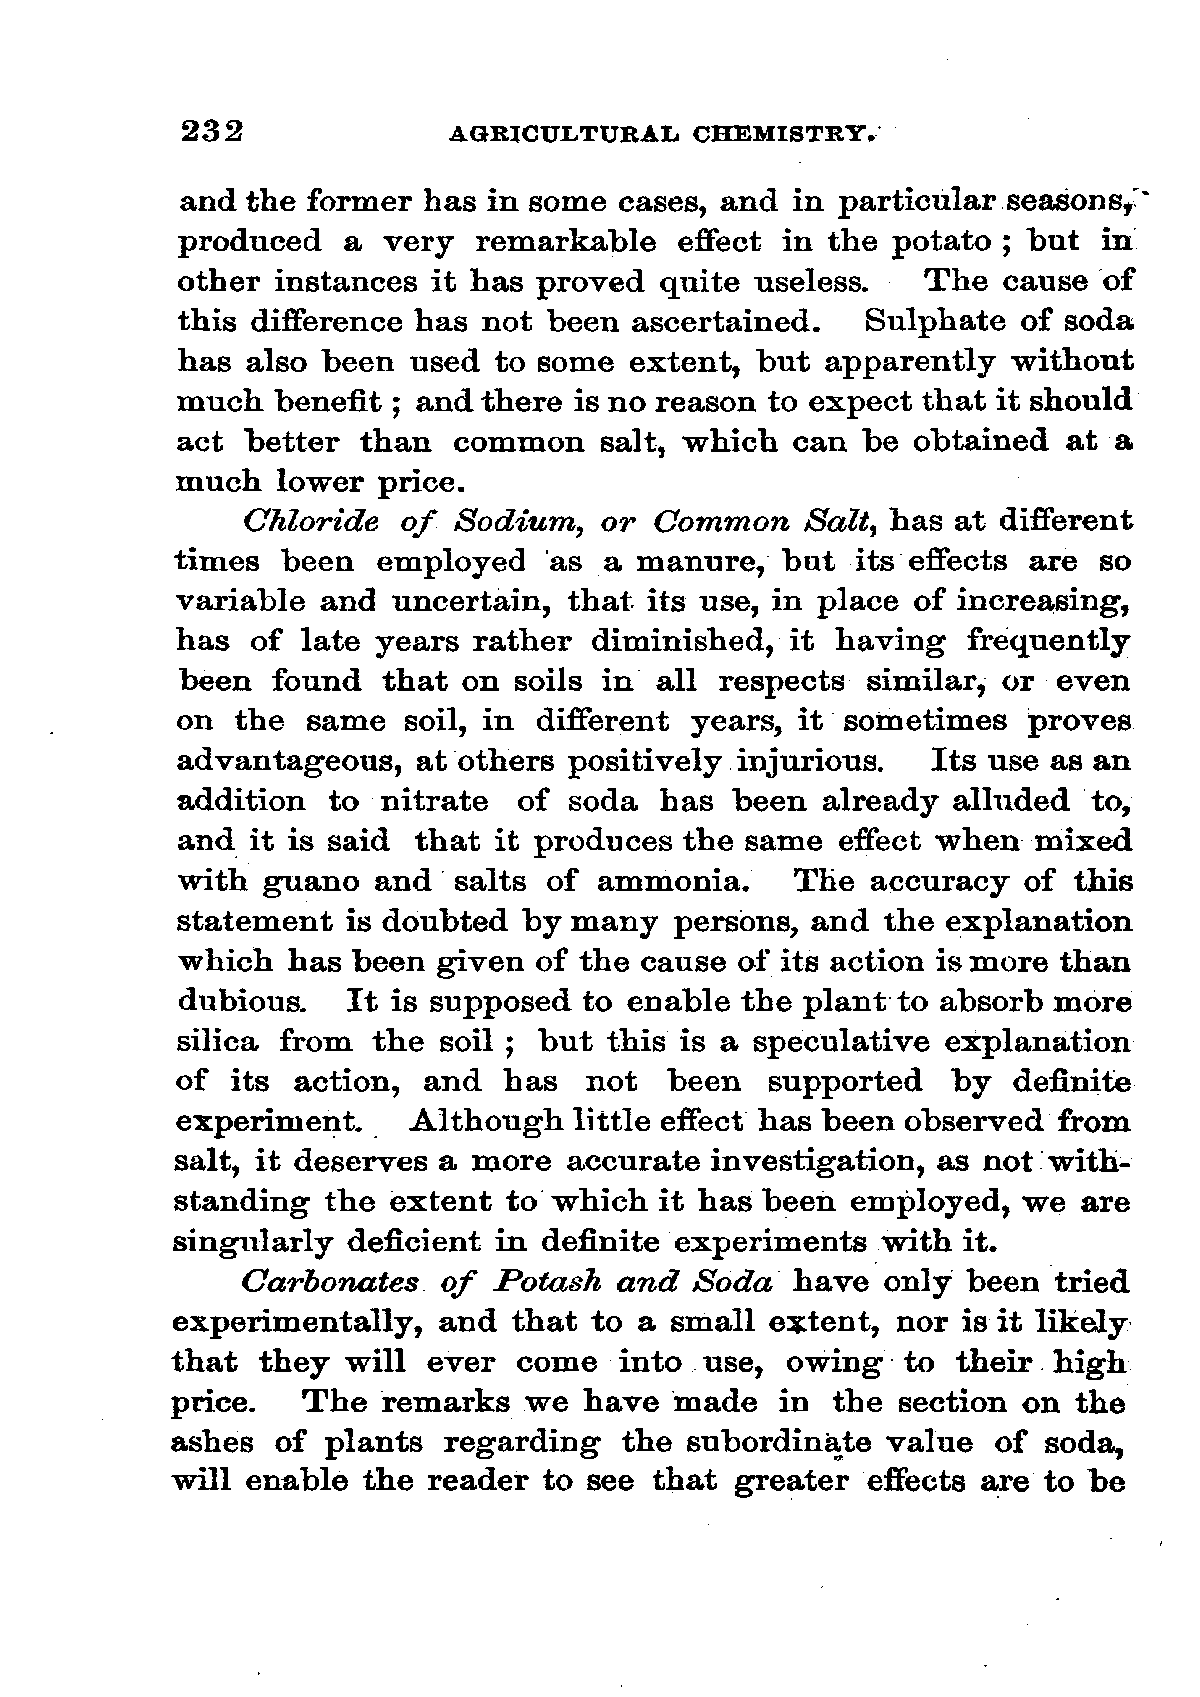 232 AGRICULTURAL CHEMISTRY.
and the former has in some cases, and in particular seasons,
produced a very remarkable effect in the potato ; but in
other instances it has proved quite useless. The cause of
this difference has not been ascertained. Sulphate of soda
has also been used to some extent, but apparently without
much benefit ; and there is no reason to expect that it should
act better than common salt, which can be obtained at a
much lower price.
Chloride of Sodium, or Common Salt, has at different
times been employed as a manure, but its effects are so
variable and uncertain, that its use, in place of increasing,
has of late years rather diminished, it having frequently
been found that on soils in all respects similar, or even
on the same soil, in different years, it sometimes proves
advantageous, at others positively injurious. Its use as an
addition to nitrate of soda has been already alluded to,
and it is said that it produces the same effect when mixed
with guano and salts of ammonia. The accuracy of this
statement is doubted by many persons, and the explanation
which has been given of the cause of its action is more than
dubious. It is supposed to enable the plant to absorb more
silica from the soil ; but this is a speculative explanation
of its action, and has not been supported by definite
experiment. Although little effect has been observed from
salt, it deserves a more accurate investigation, as not with-
standing the extent to which it has been employed, we are
singularly deficient in definite experiments with it.
Carbonates of Potash and Soda have only been tried
experimentally, and that to a small extent, nor is it likely
that they will ever come into use, owing to their high
price. The remarks we have made in the section on the
ashes of plants regarding the subordinate value of soda,
will enable the reader to see that greater effects are to be